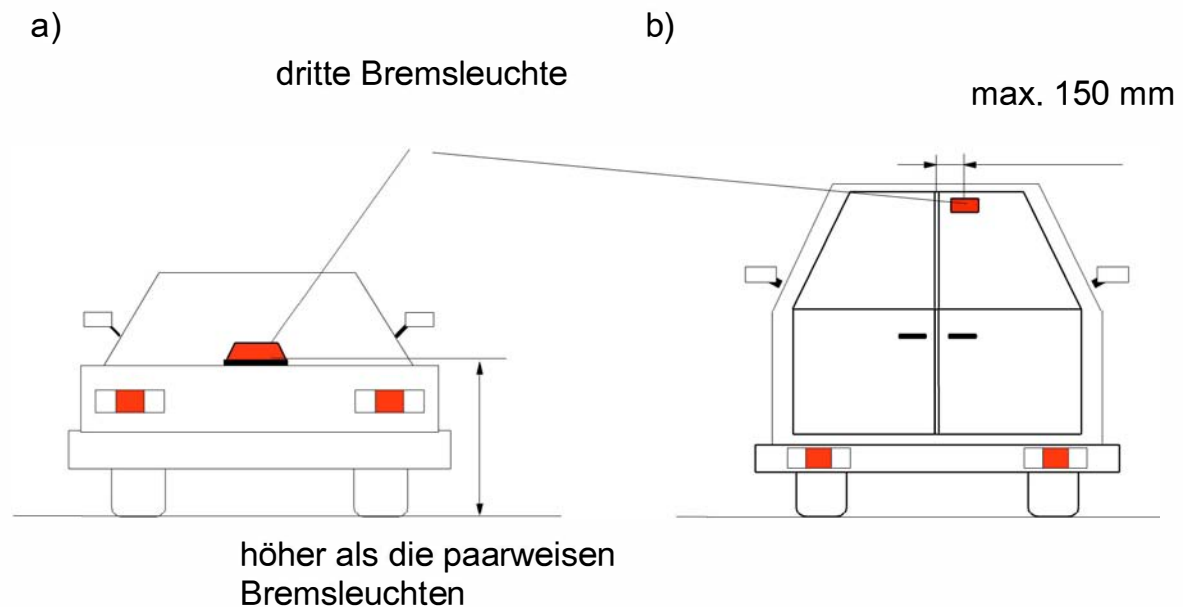 a)
b)
dritte Bremsleuchte
max. 150 mm
höher als die paarweisen
Bremsleuchten